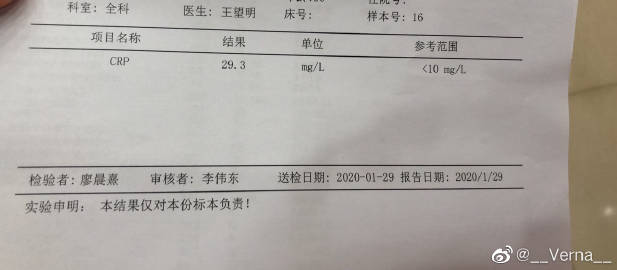 科室: 全科 医生: 王望明 床号: 样本号: 16
项目名称 结果 单位 参考范围
CRP 29.3 mg/L <10 mg/L
检验者: 廖晨熹 审核者: 李伟东 送检日期: 2020-01-29 报告日期: 2020/1/29
实验申明: 本结果仅对本份标本负责!
@__Verna__